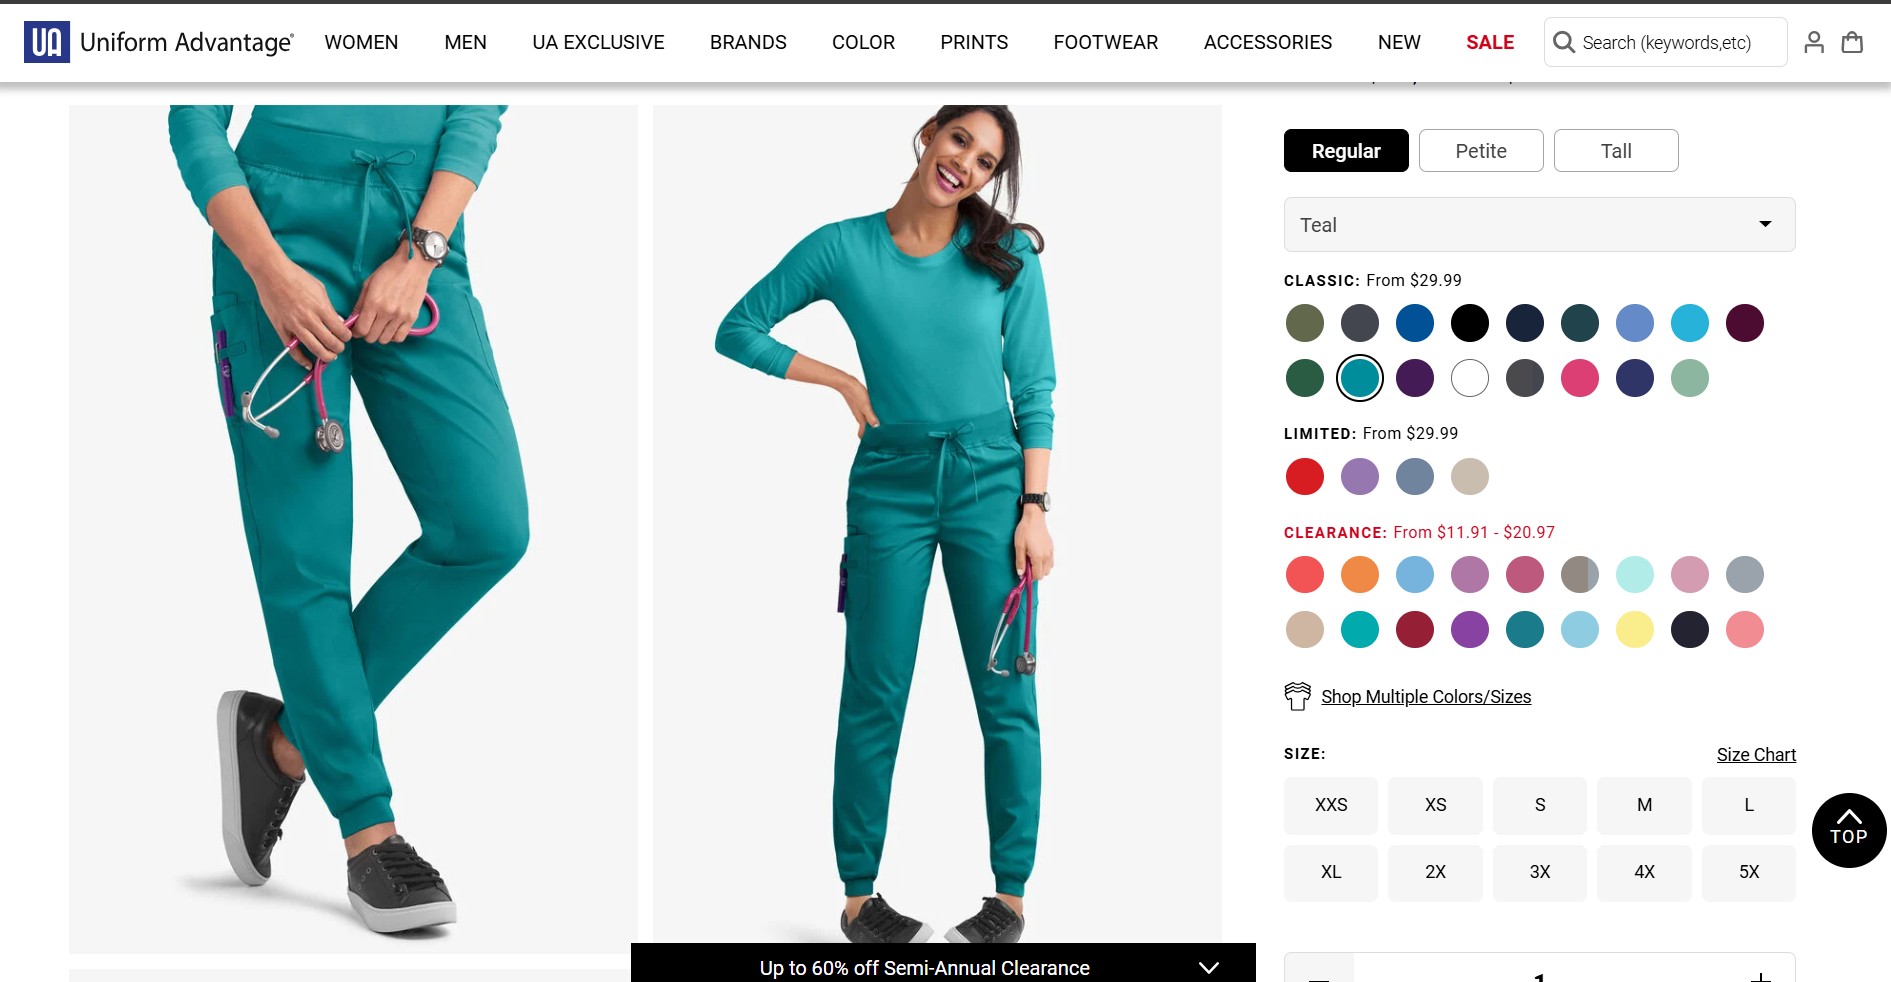 UA Uniform Advantage® WOMEN MEN UA EXCLUSIVE BRANDS COLOR PRINTS FOOTWEAR ACCESSORIES NEW SALE Search (keywords,etc)
Regular Petite Tall
Teal
CLASSIC: From $29.99
LIMITED: From $29.99
CLEARANCE: From $11.91 - $20.97
Shop Multiple Colors/Sizes
SIZE: Size Chart
XXS XS S M L
TOP
XL 2X 3X 4X 5X
Up to 60% off Semi-Annual Clearance
1